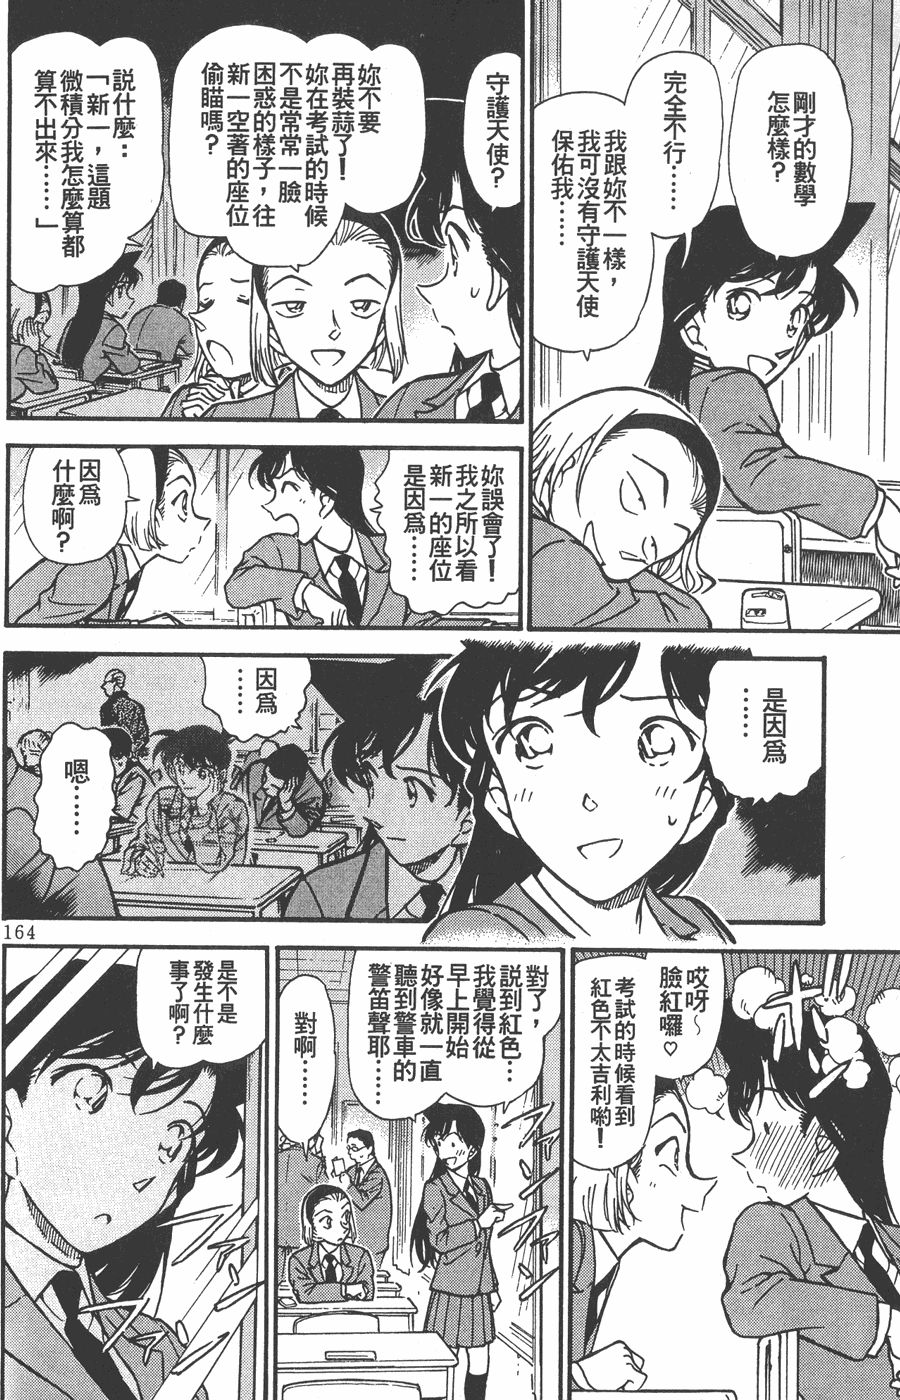 剛才的數學
怎麼樣？
完全不行……
我跟妳不一樣，
我可沒有守護天使
保佑我……
守護天使？
妳不要
再裝蒜了！
妳在考試的時候
不是常常一臉
困惑的樣子，往
新一空著的座位
偷瞄嗎？
說什麼：
「新一，這題
微積分我怎麼算都
算不出來……」
妳誤會了！
我之所以看
新一的座位
是因為……
因為
什麼啊？
是因為
……
因為
……
嗯……
哎呀～
臉紅囉♡
考試的時候看到
紅色不太吉利喲！
對了，
說到紅色…
我覺得從
早上開始
好像就一直
聽到警車的
警笛聲耶…
對啊……
是不是
發生什麼
事了啊？
164